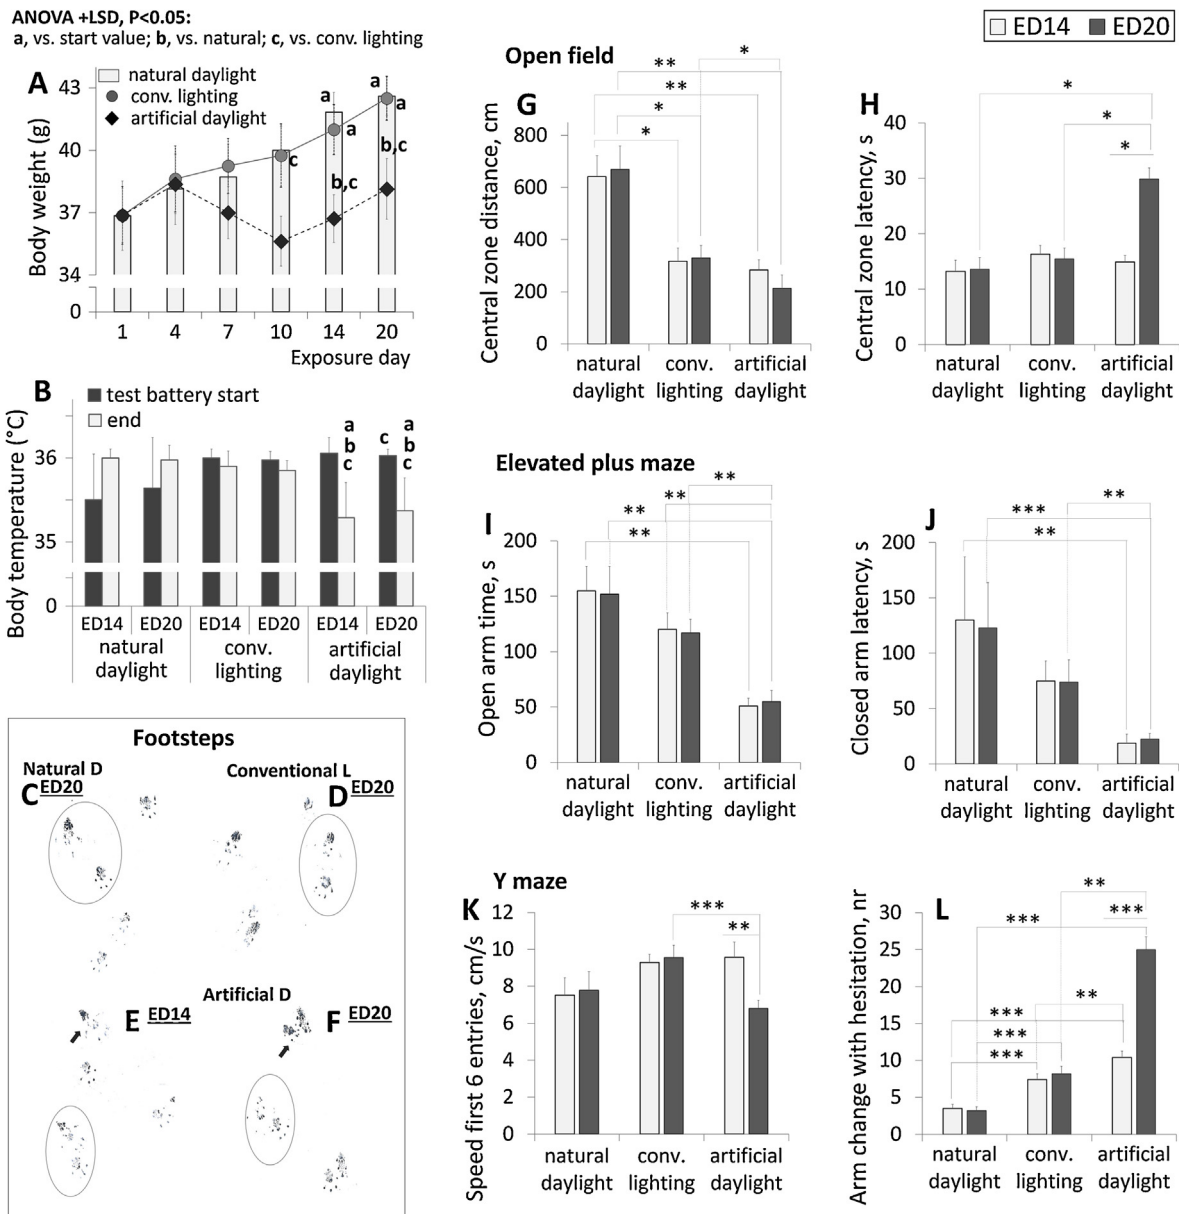 ANOVA +LSD, P<0.05:
a, vs. start value; b, vs. natural; c, vs. conv. lighting
ED14 ED20
A
natural daylight
conv. lighting
artificial daylight
Body weight (g)
43
40
37
34
0
a
a
a
a
c
b,c
b,c
1 4 7 10 14 20
Exposure day
B
test battery start
end
Body temperature (°C)
36
35
0
a
b
c
c
a
b
c
ED14 ED20 ED14 ED20 ED14 ED20
natural daylight
conv. lighting
artificial daylight
Footsteps
Natural D
C ED20
Conventional L
D ED20
Artificial D
E ED14
F ED20
Open field
G
Central zone distance, cm
800
600
400
200
0
** *
**
*
*
natural daylight
conv. lighting
artificial daylight
H
Central zone latency, s
40
30
20
10
0
*
*
*
natural daylight
conv. lighting
artificial daylight
Elevated plus maze
I
Open arm time, s
200
150
100
50
0
**
**
**
**
natural daylight
conv. lighting
artificial daylight
J
Closed arm latency, s
200
150
100
50
0
**
***
**
natural daylight
conv. lighting
artificial daylight
Y maze
K
Speed first 6 entries, cm/s
12
10
8
6
4
2
0
***
**
natural daylight
conv. lighting
artificial daylight
L
Arm change with hesitation, nr
30
25
20
15
10
5
0
**
*** ***
**
***
***
***
natural daylight
conv. lighting
artificial daylight